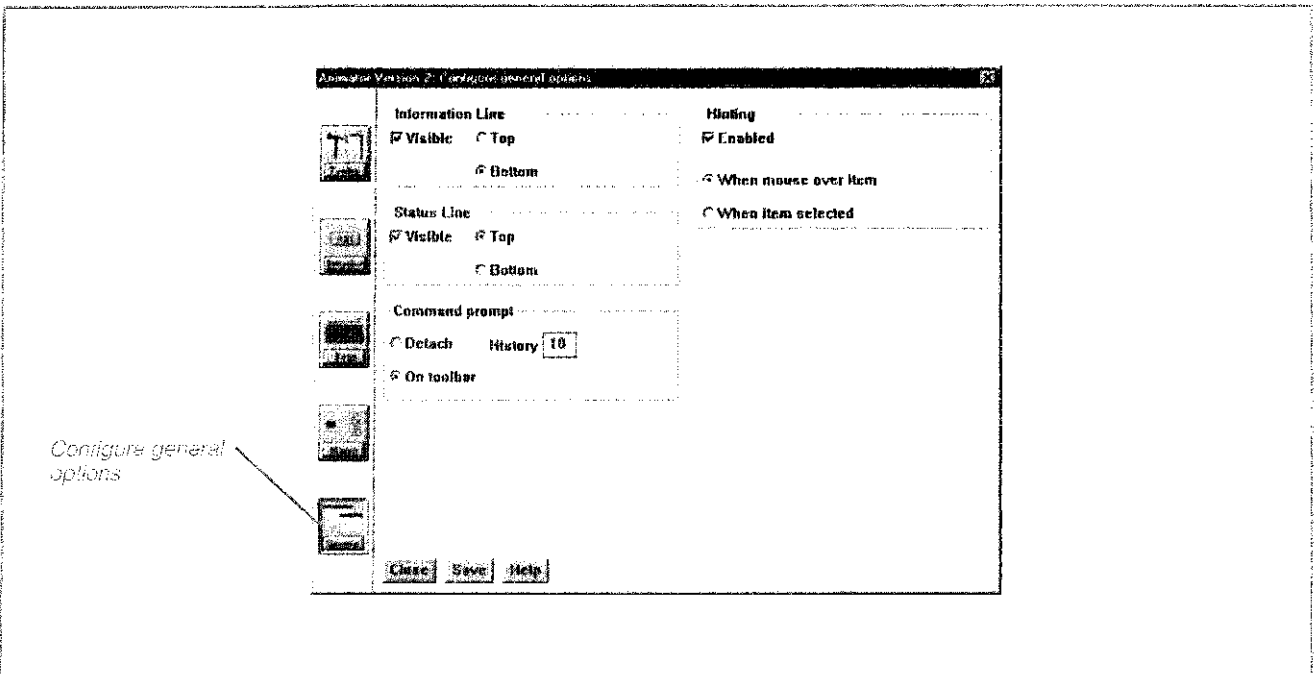 Animator Version 2: Configure general options
Information Line
Visible Top
Bottom
Hinting
Enabled
When mouse over item
When item selected
Status Line
Visible Top
Bottom
Command prompt
Detach History 10
On toolbar
Configure general
options
Close Save Help